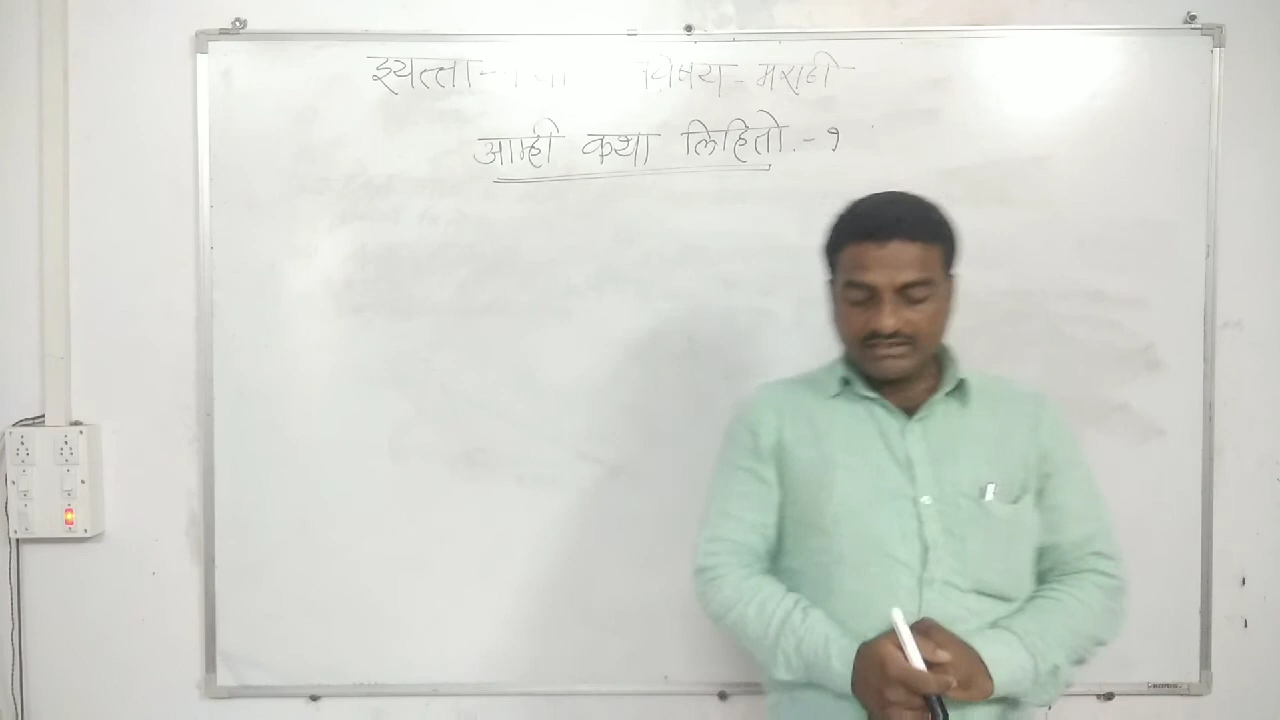 इयत्ता - विषय - मराठी
आम्ही कथा लिहितो. - १